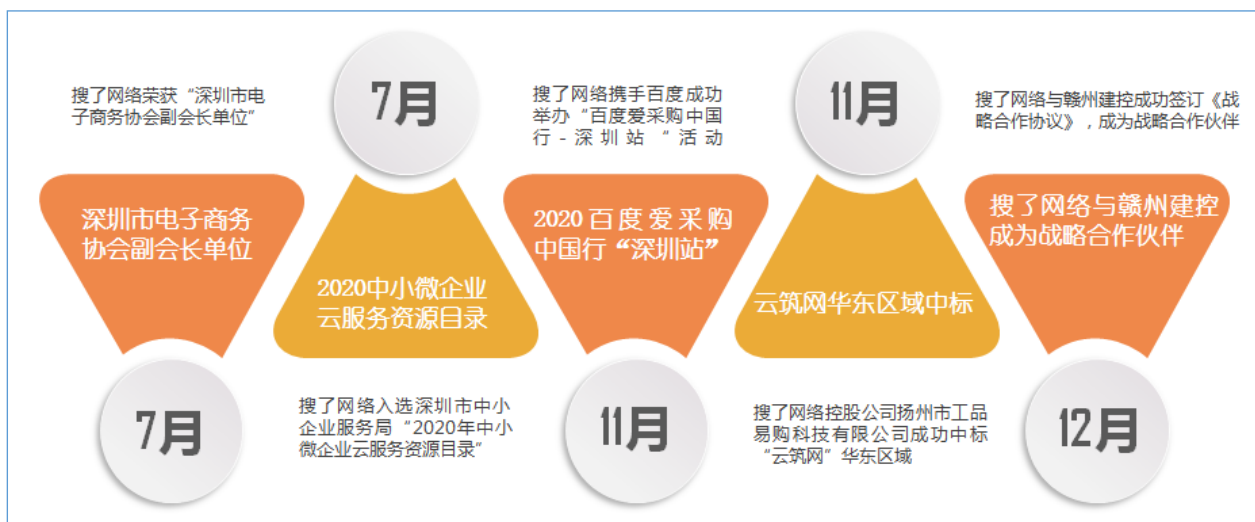 搜了网络荣获“深圳市电
子商务协会副会长单位”
深圳市电子商务
协会副会长单位
7月
7月
2020中小微企业
云服务资源目录
搜了网络入选深圳市中小
企业服务局“2020年中小
微企业云服务资源目录”
搜了网络携手百度成功
举办“百度爱采购中国
行-深圳站“活动
2020百度爱采购
中国行“深圳站”
11月
11月
云筑网华东区域中标
搜了网络控股公司扬州市工品
易购科技有限公司成功中标
“云筑网”华东区域
搜了网络与赣州建控成功签订《战
略合作协议》，成为战略合作伙伴
搜了网络与赣州建控
成为战略合作伙伴
12月